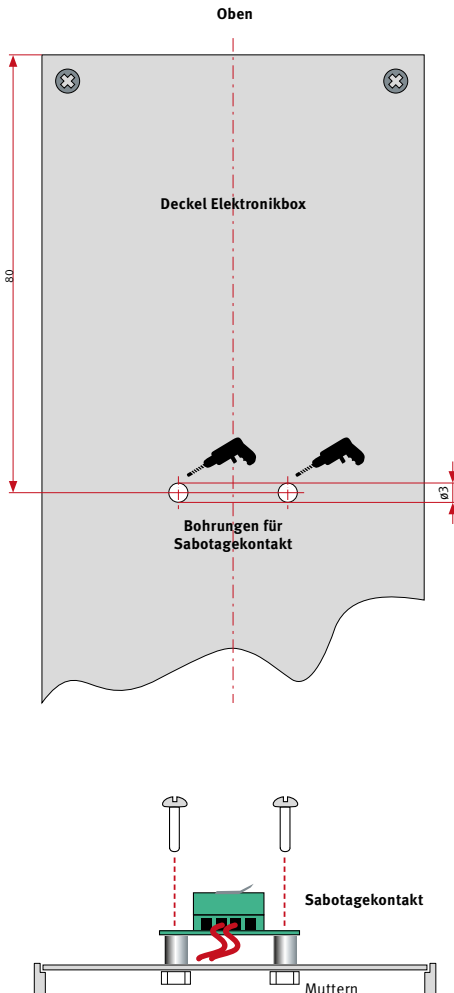 Oben
Deckel Elektronikbox
80
ø3
Bohrungen für
Sabotagekontakt
Sabotagekontakt
Muttern